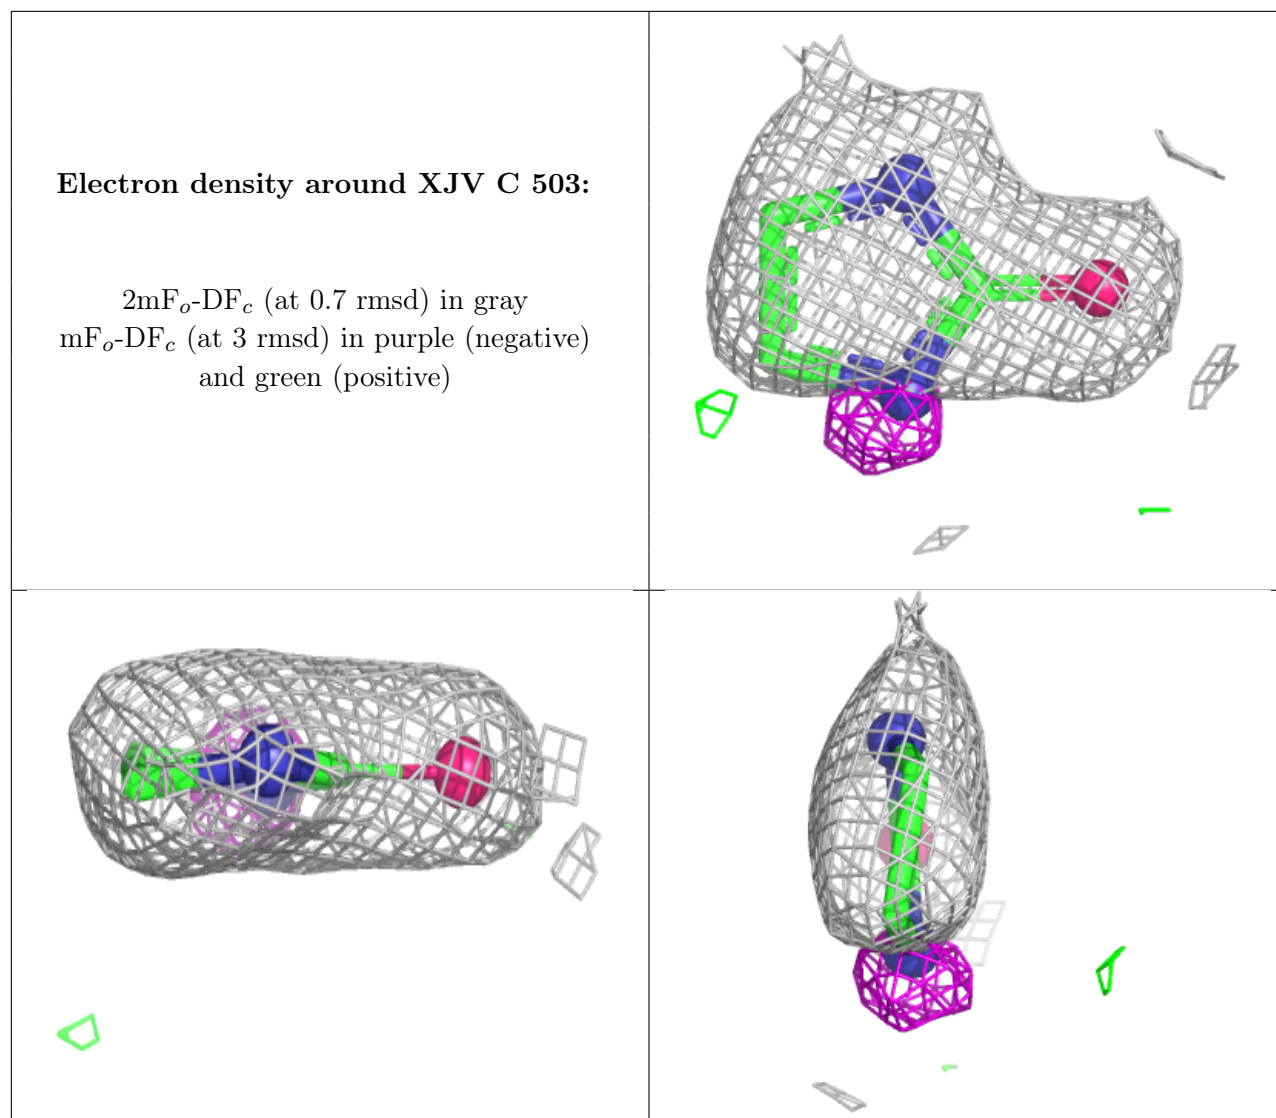 Electron density around XJV C 503:
2mFo-DFc (at 0.7 rmsd) in gray
mFo-DFc (at 3 rmsd) in purple (negative)
and green (positive)